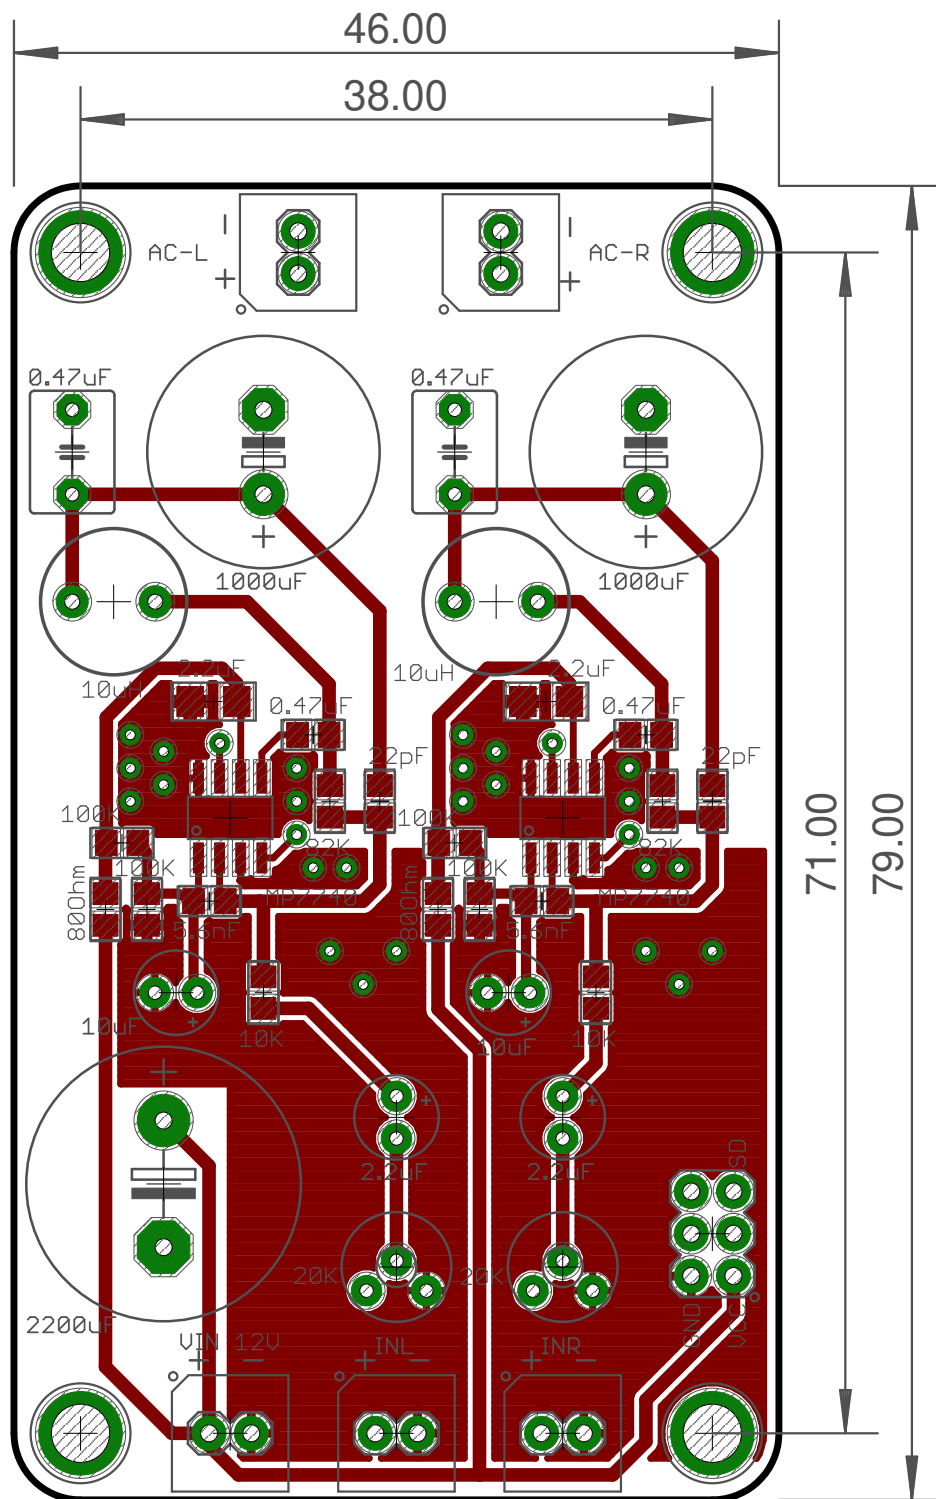 46.00
38.00
- -
AC-L AC-R
+ +
0.47uF 0.47uF
+ +
1000uF 1000uF
2.2uF 2.2uF
10uH 10uH
0.47uF 0.47uF
22pF 22pF
100K 100K
82K 82K
100K 100K
71.00
79.00
80Ohm 80Ohm
MP7740 MP7740
5.6nF 5.6nF
+ +
10uF 10uF
10K 10K
+
+ +
2.2uF 2.2uF
SD
20K 20K
2200uF
GND VCC
VIN 12V INL INR
+ - + - + -